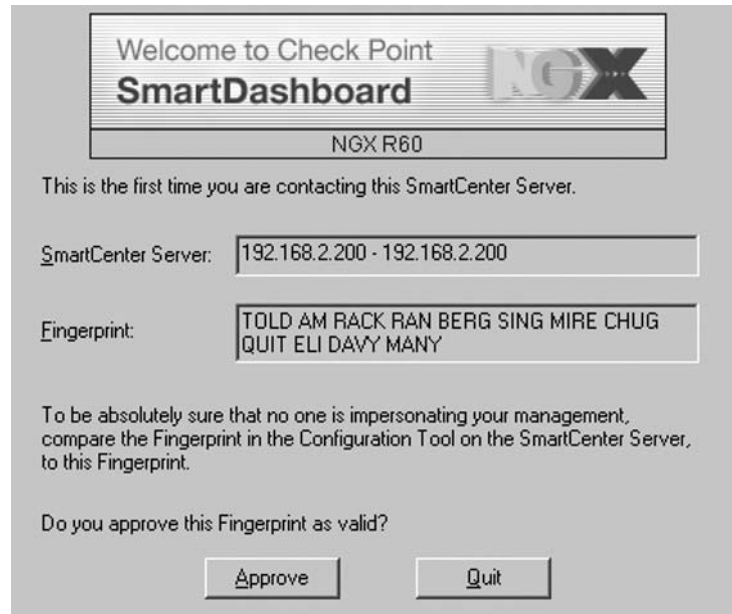 Welcome to Check Point
SmartDashboard
NGX
NGX R60
This is the first time you are contacting this SmartCenter Server.
SmartCenter Server: 192.168.2.200 - 192.168.2.200
Fingerprint: TOLD AM RACK RAN BERG SING MIRE CHUG
QUIT ELI DAVY MANY
To be absolutely sure that no one is impersonating your management,
compare the Fingerprint in the Configuration Tool on the SmartCenter Server,
to this Fingerprint.
Do you approve this Fingerprint as valid?
Approve Quit